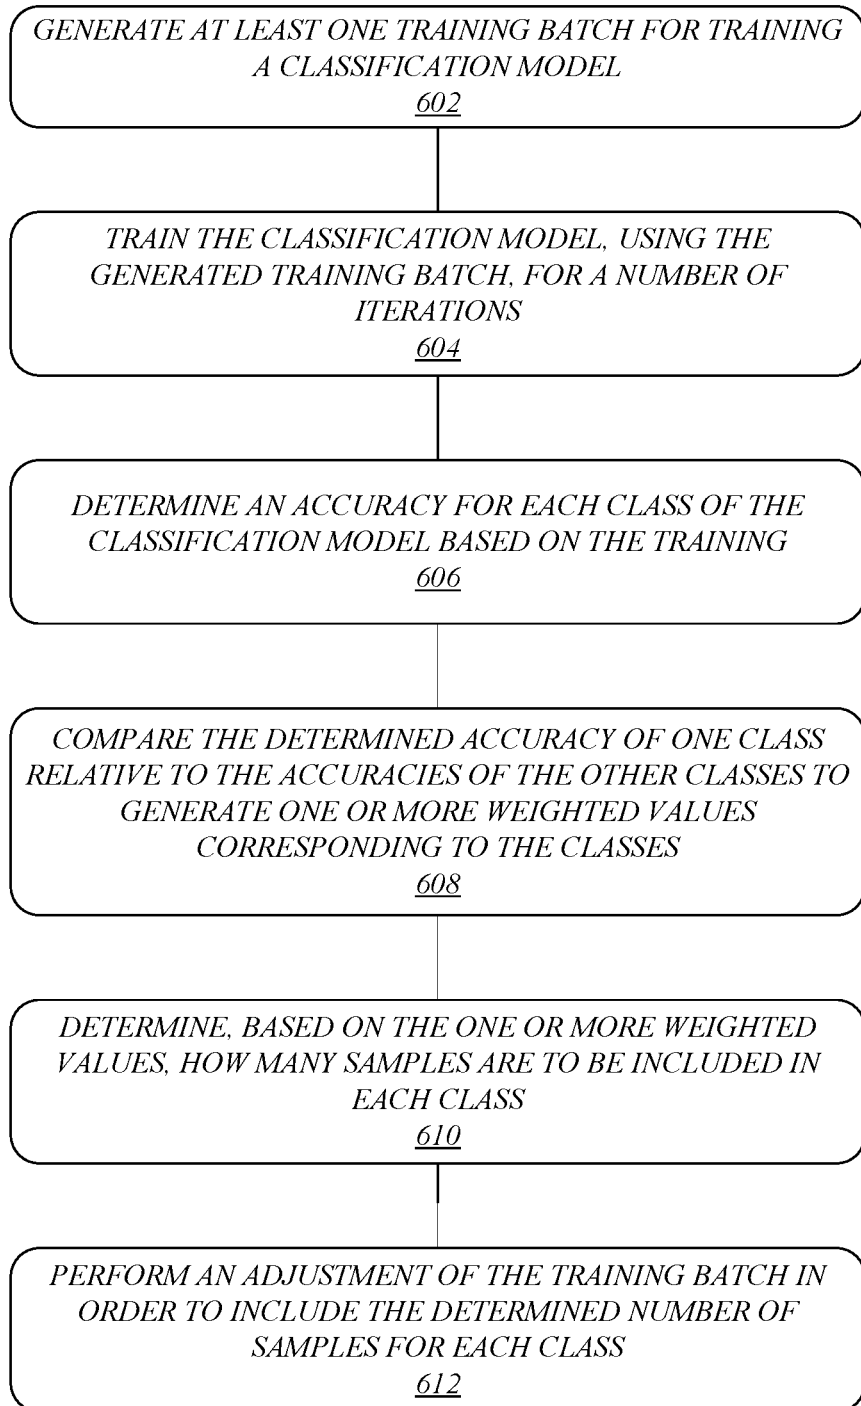 GENERATE AT LEAST ONE TRAINING BATCH FOR TRAINING
A CLASSIFICATION MODEL
602
TRAIN THE CLASSIFICATION MODEL, USING THE
GENERATED TRAINING BATCH, FOR A NUMBER OF
ITERATIONS
604
DETERMINE AN ACCURACY FOR EACH CLASS OF THE
CLASSIFICATION MODEL BASED ON THE TRAINING
606
COMPARE THE DETERMINED ACCURACY OF ONE CLASS
RELATIVE TO THE ACCURACIES OF THE OTHER CLASSES TO
GENERATE ONE OR MORE WEIGHTED VALUES
CORRESPONDING TO THE CLASSES
608
DETERMINE, BASED ON THE ONE OR MORE WEIGHTED
VALUES, HOW MANY SAMPLES ARE TO BE INCLUDED IN
EACH CLASS
610
PERFORM AN ADJUSTMENT OF THE TRAINING BATCH IN
ORDER TO INCLUDE THE DETERMINED NUMBER OF
SAMPLES FOR EACH CLASS
612